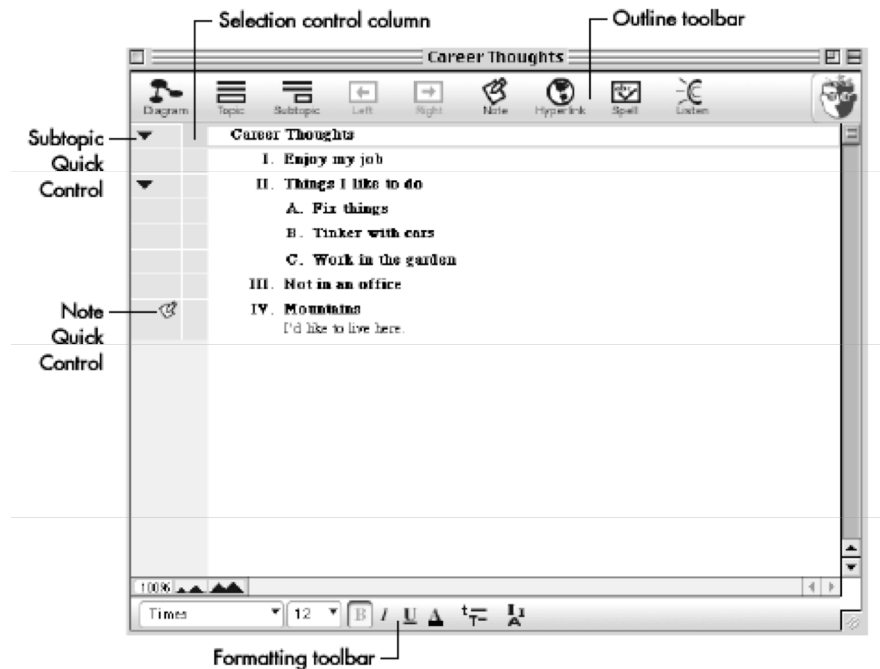 Selection control column
Outline toolbar
Career Thoughts
Diagram Topic Subtopic Left Right Note Hyperlink Spell Listen
Subtopic
Quick
Control
Career Thoughts
I. Enjoy my job
II. Things I like to do
A. Fix things
B. Tinker with cars
C. Work in the garden
III. Not in an office
IV. Mountains
I'd like to live here.
Note
Quick
Control
100%
Times 12 B I U A
Formatting toolbar